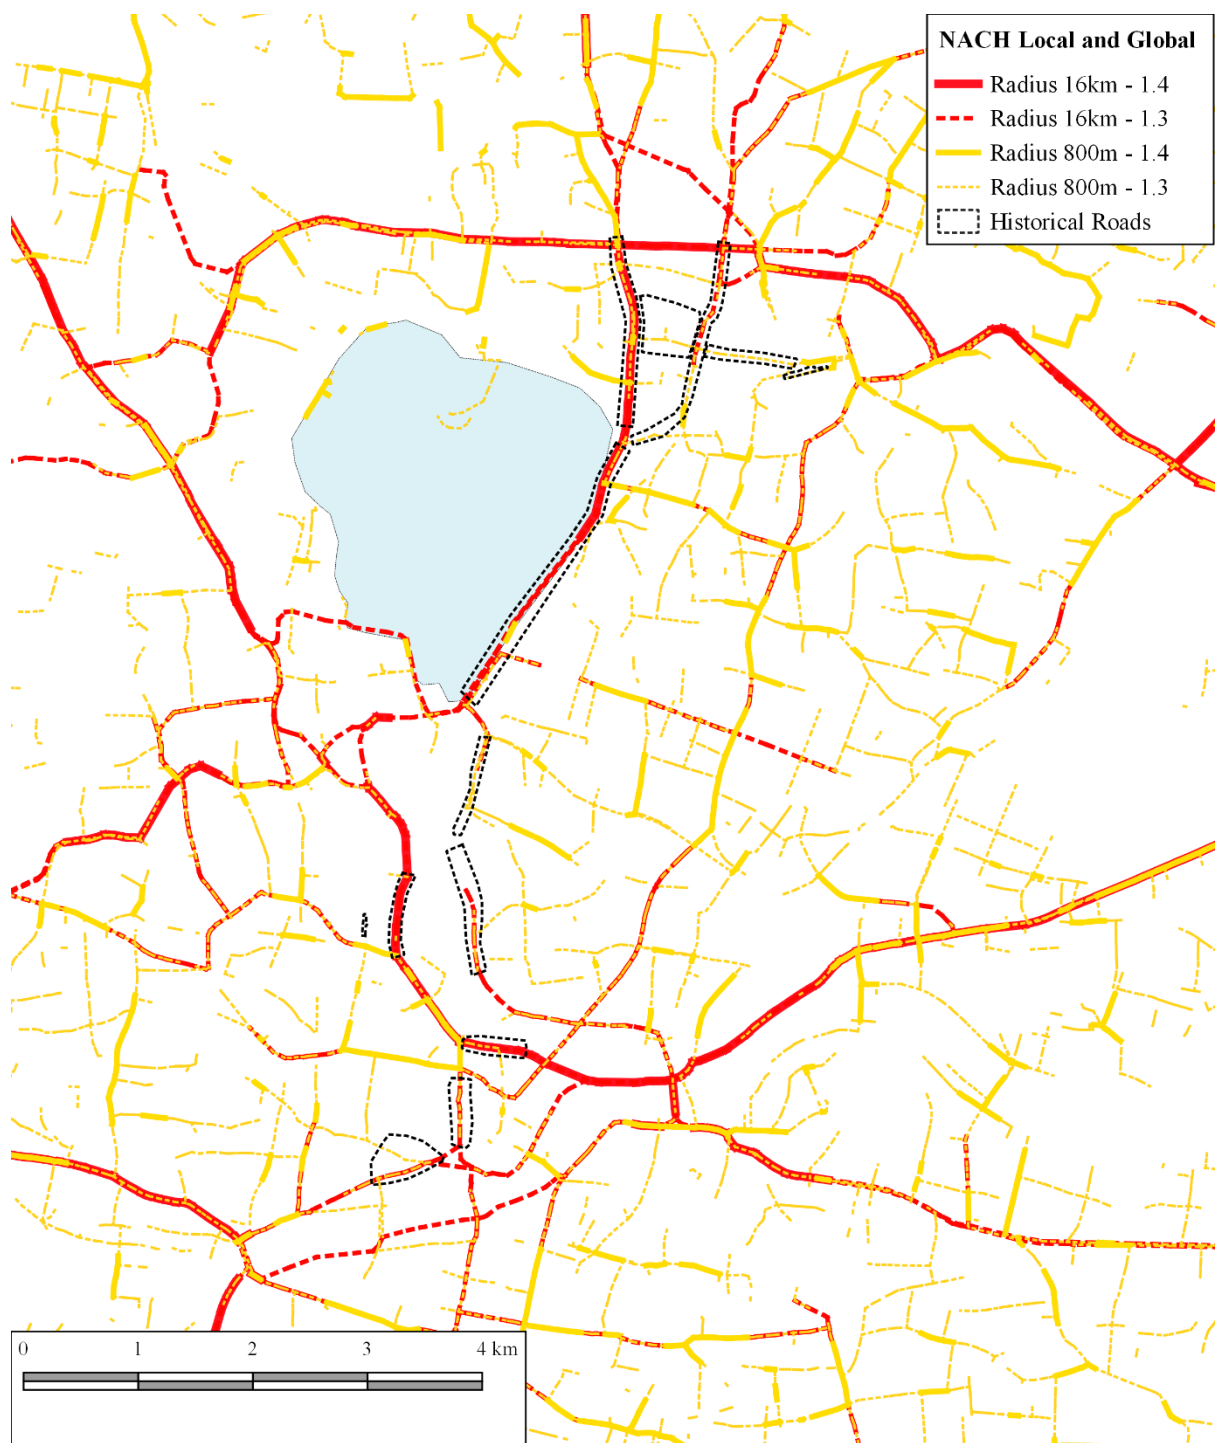 NACH Local and Global
Radius 16km - 1.4
Radius 16km - 1.3
Radius 800m - 1.4
Radius 800m - 1.3
Historical Roads
0 1 2 3 4 km